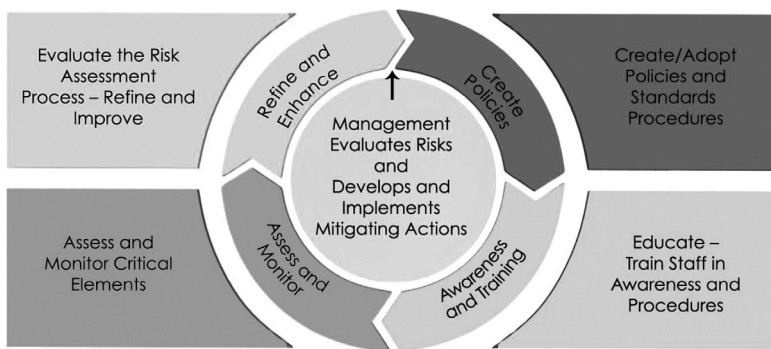 Evaluate the Risk
Assessment
Process – Refine and
Improve
Refine and
Enhance
Create
Policies
Create/Adopt
Policies and
Standards
Procedures
Management
Evaluates Risks
and
Develops and
Implements
Mitigating Actions
Assess and
Monitor Critical
Elements
Assess and
Monitor
Awareness
and Training
Educate –
Train Staff in
Awareness and
Procedures